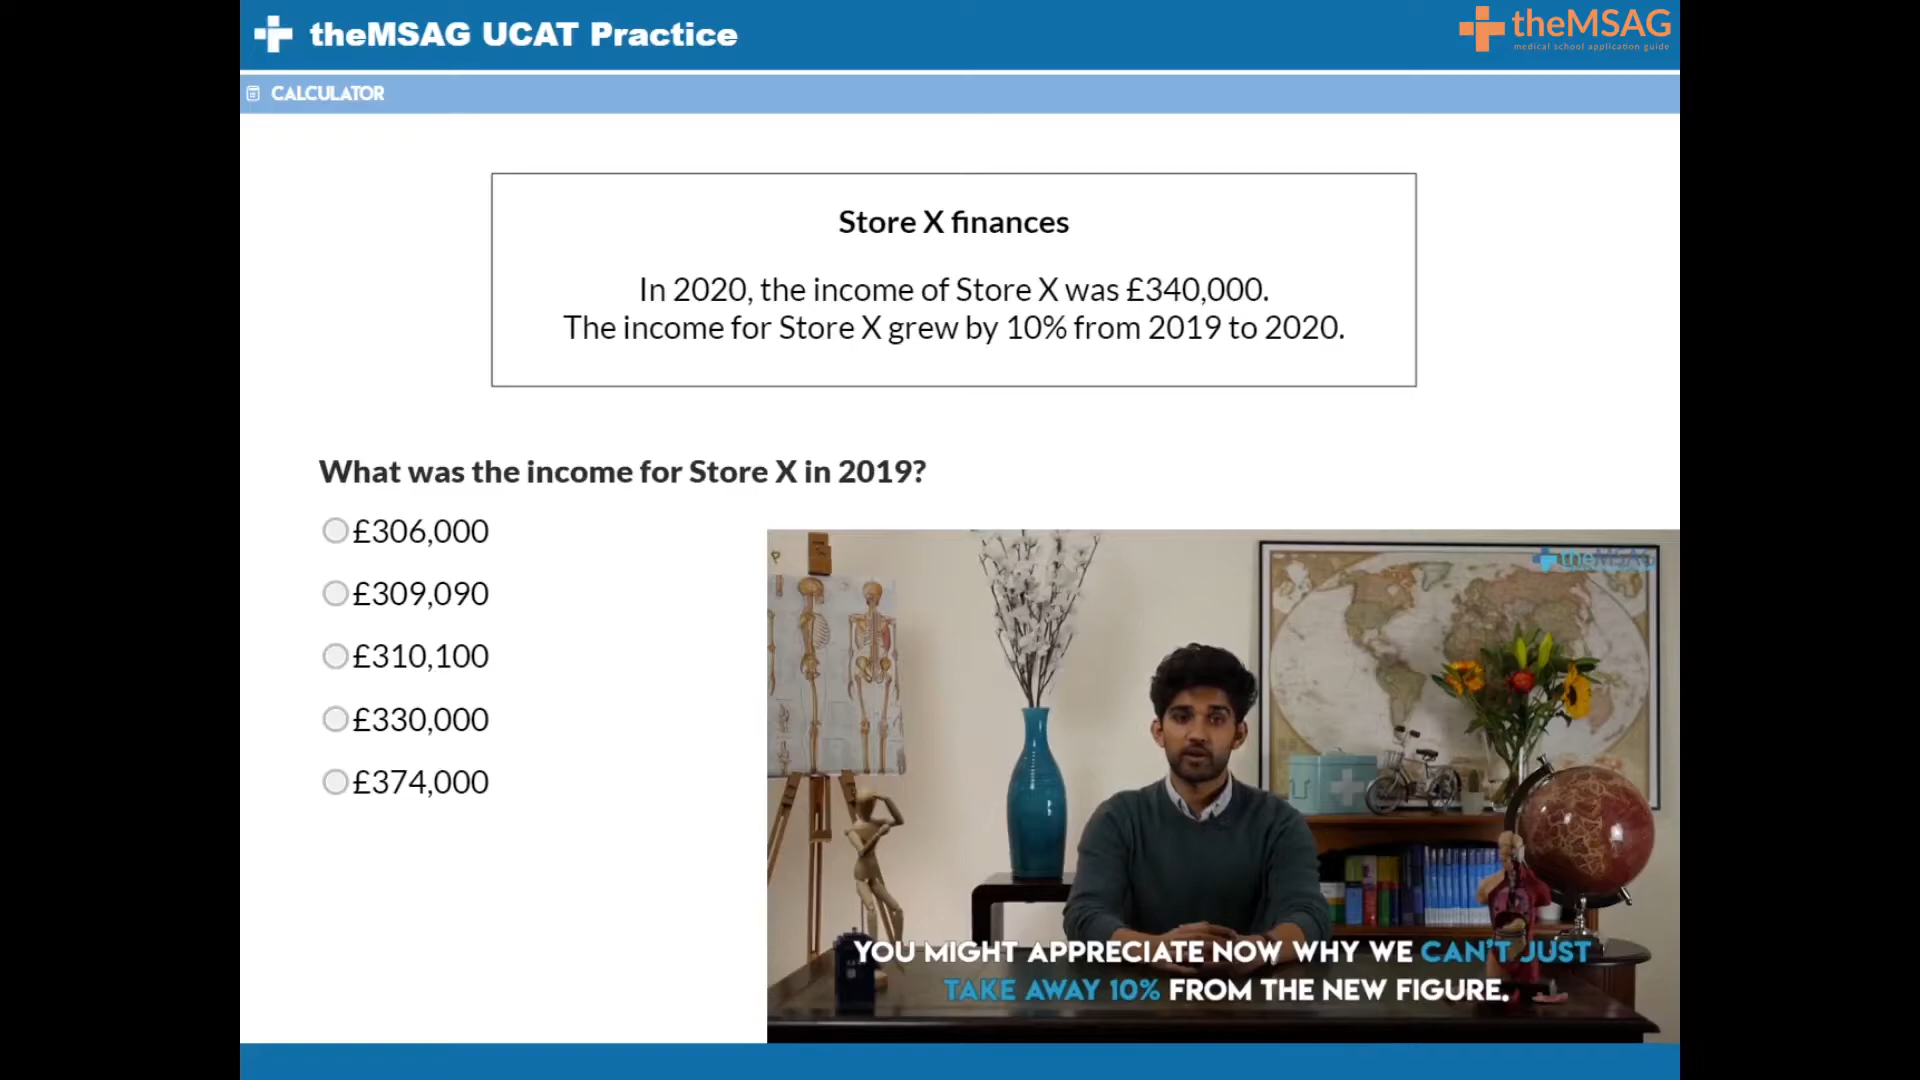 theMSAG UCAT Practice
theMSAG
medical school application guide
CALCULATOR
Store X finances
In 2020, the income of Store X was £340,000.
The income for Store X grew by 10% from 2019 to 2020.
What was the income for Store X in 2019?
£306,000
£309,090
£310,100
£330,000
£374,000
theMSAG
YOU MIGHT APPRECIATE NOW WHY WE CAN'T JUST
TAKE AWAY 10% FROM THE NEW FIGURE.